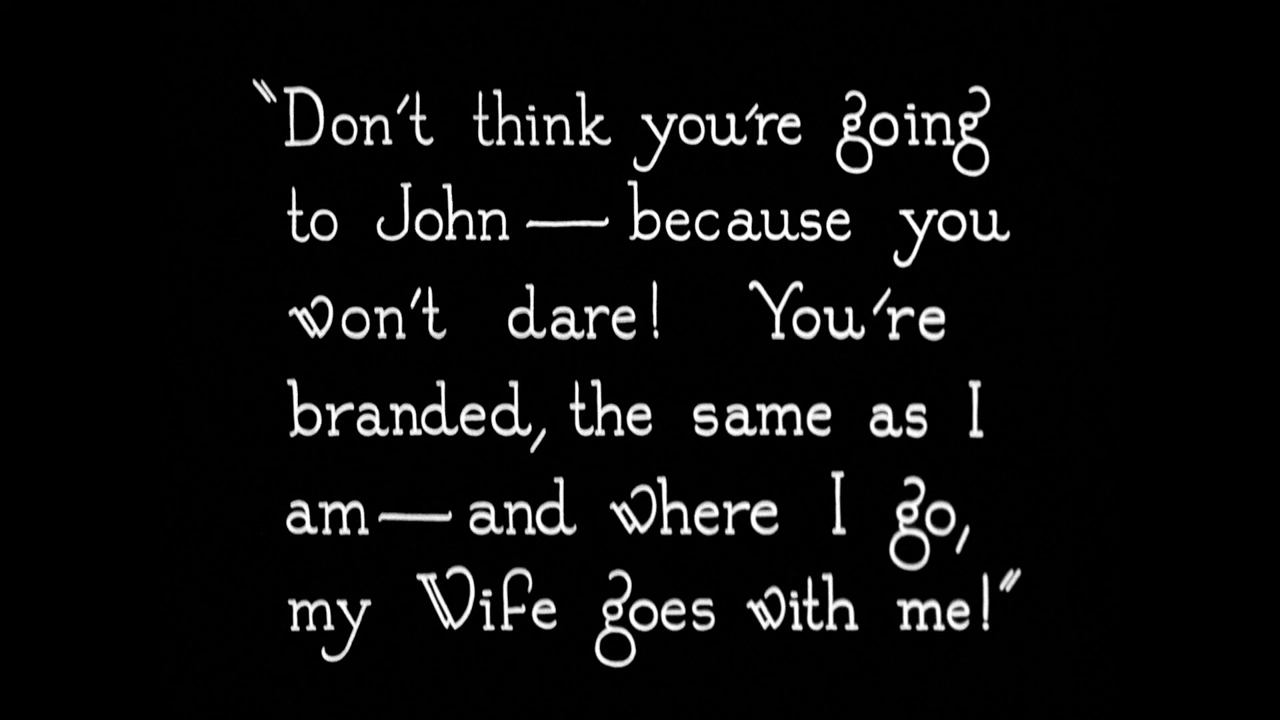 "Don't think you're going
to John — because you
won't dare! You're
branded, the same as I
am — and where I go,
my Wife goes with me!"